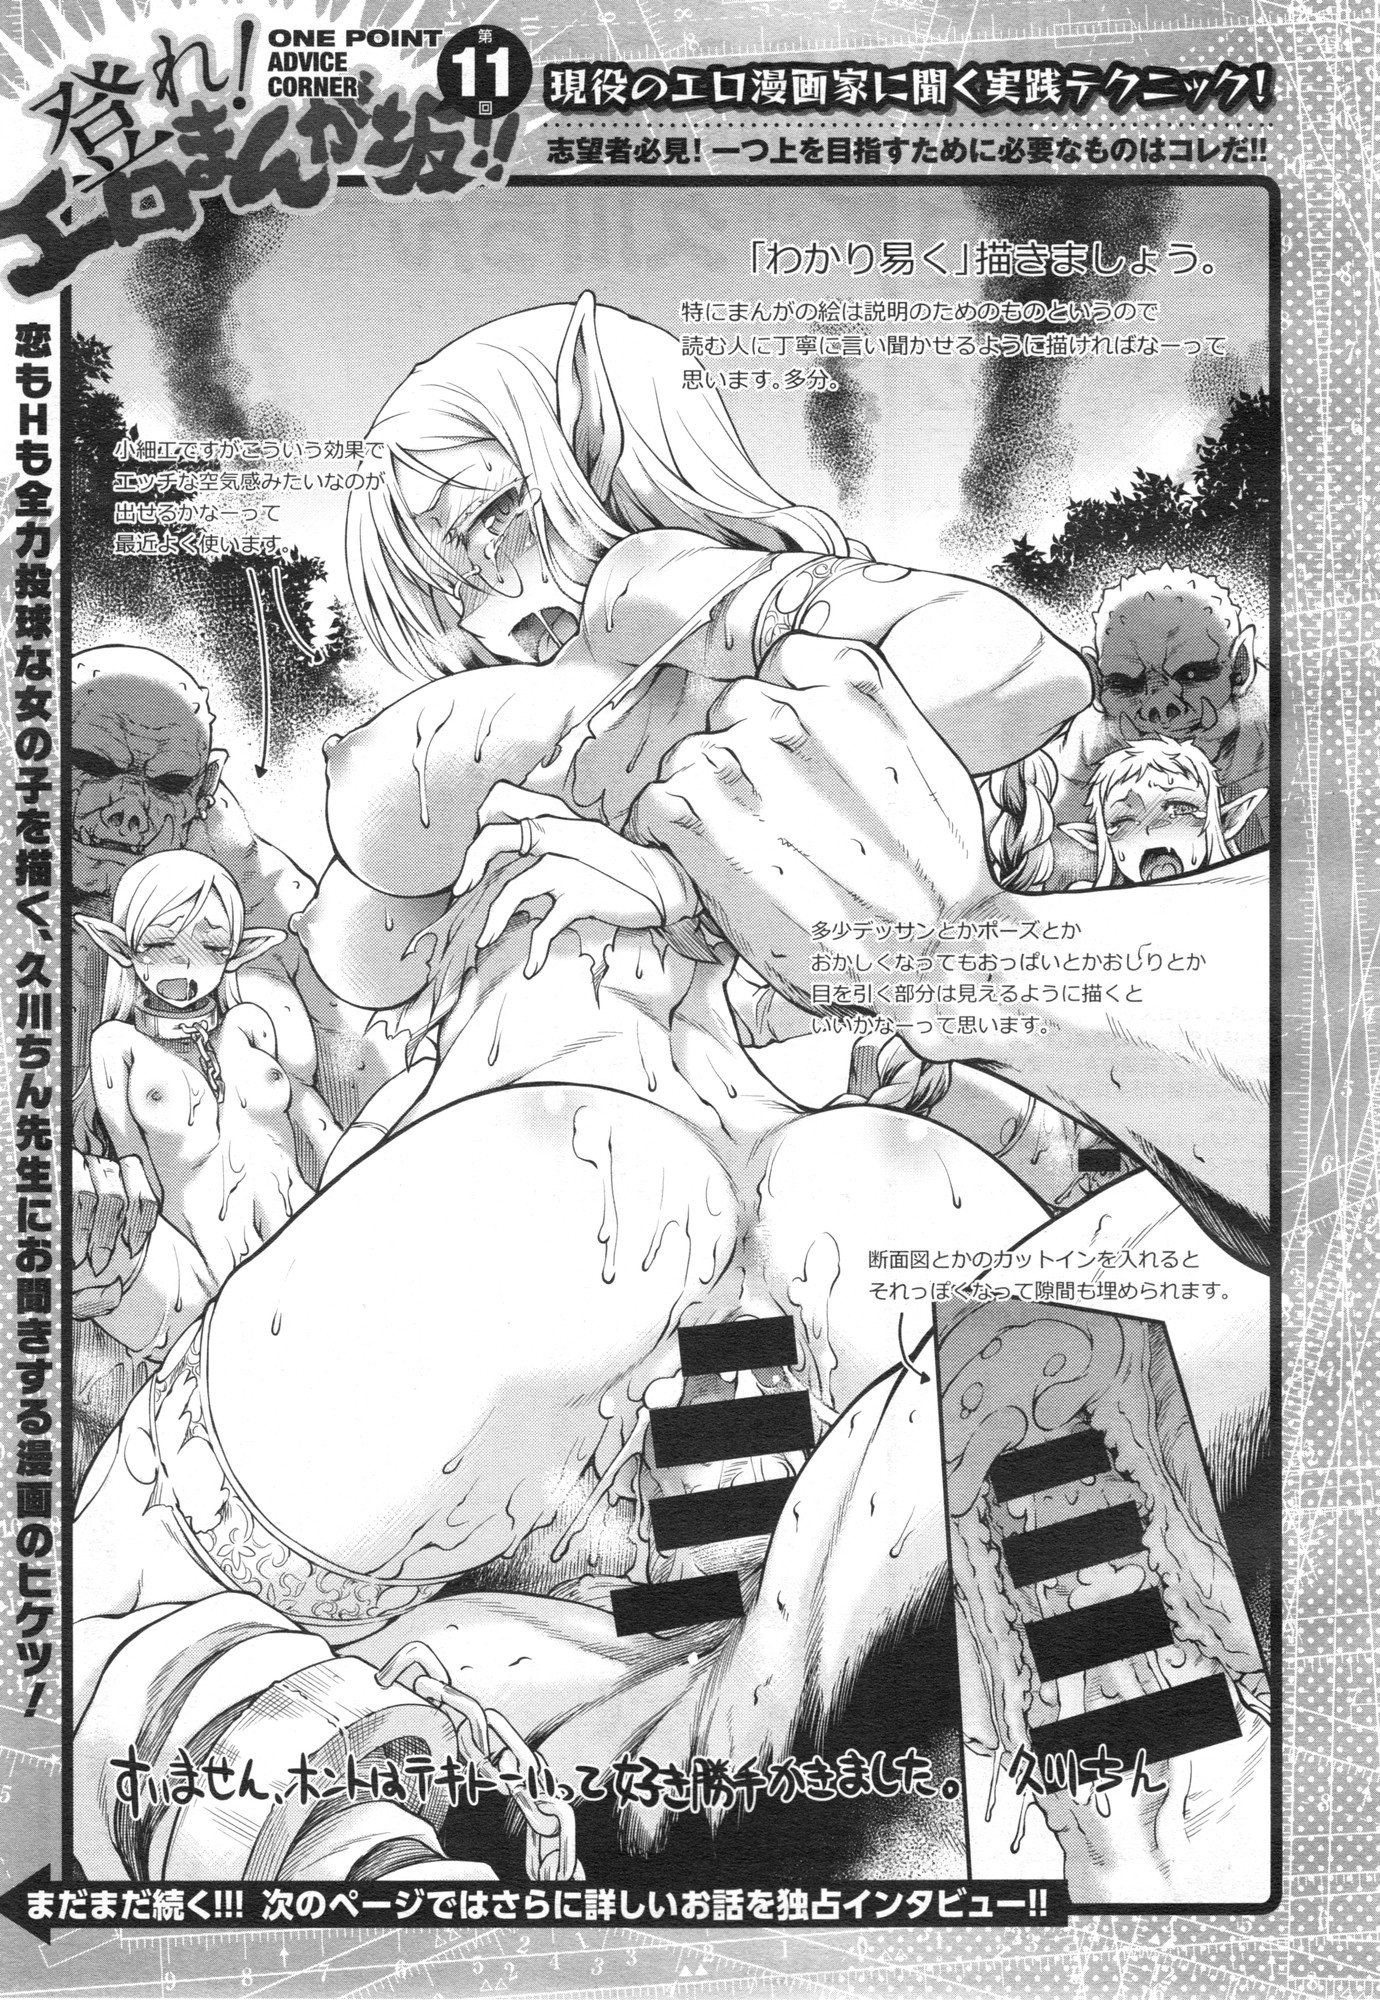 ONE POINT
ADVICE
CORNER
第
11
回
登れ!
エロまんが坂!!
現役のエロ漫画家に聞く実践テクニック!
志望者必見! 一つ上を目指すために必要なものはコレだ!!
恋もHも全力投球な女の子を描く、久川ちん先生にお聞きする漫画のヒケツ!
「わかり易く」描きましょう。
特にまんがの絵は説明のためのものというので
読む人に丁寧に言い聞かせるように描ければなーって
思います。多分。
小細工ですがこういう効果で
エッチな空気感みたいなのが
出せるかなーって
最近よく使います。
多少デッサンとかポーズとか
おかしくなってもおっぱいとかおしりとか
目を引く部分は見えるように描くと
いいかなーって思います。
断面図とかのカットインを入れると
それっぽくなって隙間も埋められます。
すいません、ホントはテキトーいって好き勝手かきました。 久川ちん
まだまだ続く!!! 次のページではさらに詳しいお話を独占インタビュー!!